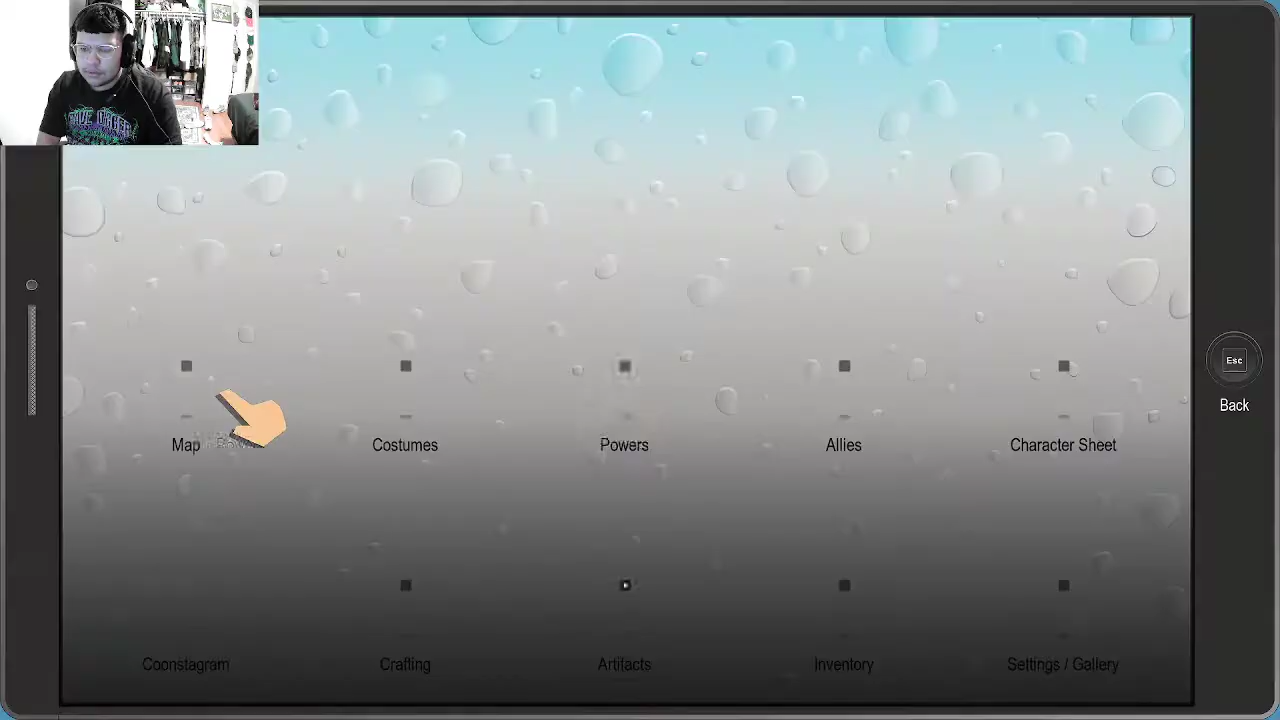 Esc
Back
Map
Costumes
Powers
Allies
Character Sheet
Coonstagram
Crafting
Artifacts
Inventory
Settings / Gallery